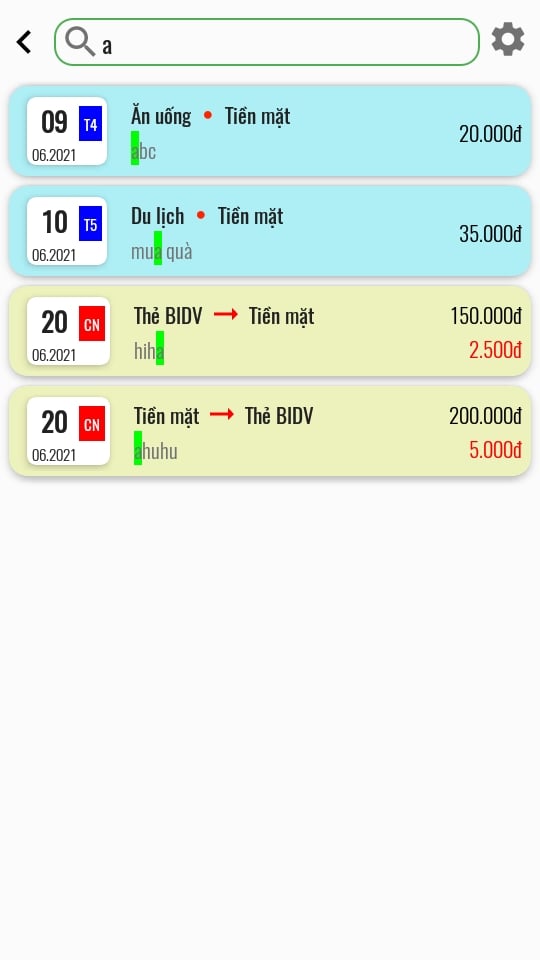 a
09 T4 06.2021
Ăn uống • Tiền mặt
abc
20.000đ
10 T5 06.2021
Du lịch • Tiền mặt
mua quà
35.000đ
20 CN 06.2021
Thẻ BIDV → Tiền mặt
150.000đ
hiha
2.500đ
20 CN 06.2021
Tiền mặt → Thẻ BIDV
200.000đ
ahuhu
5.000đ